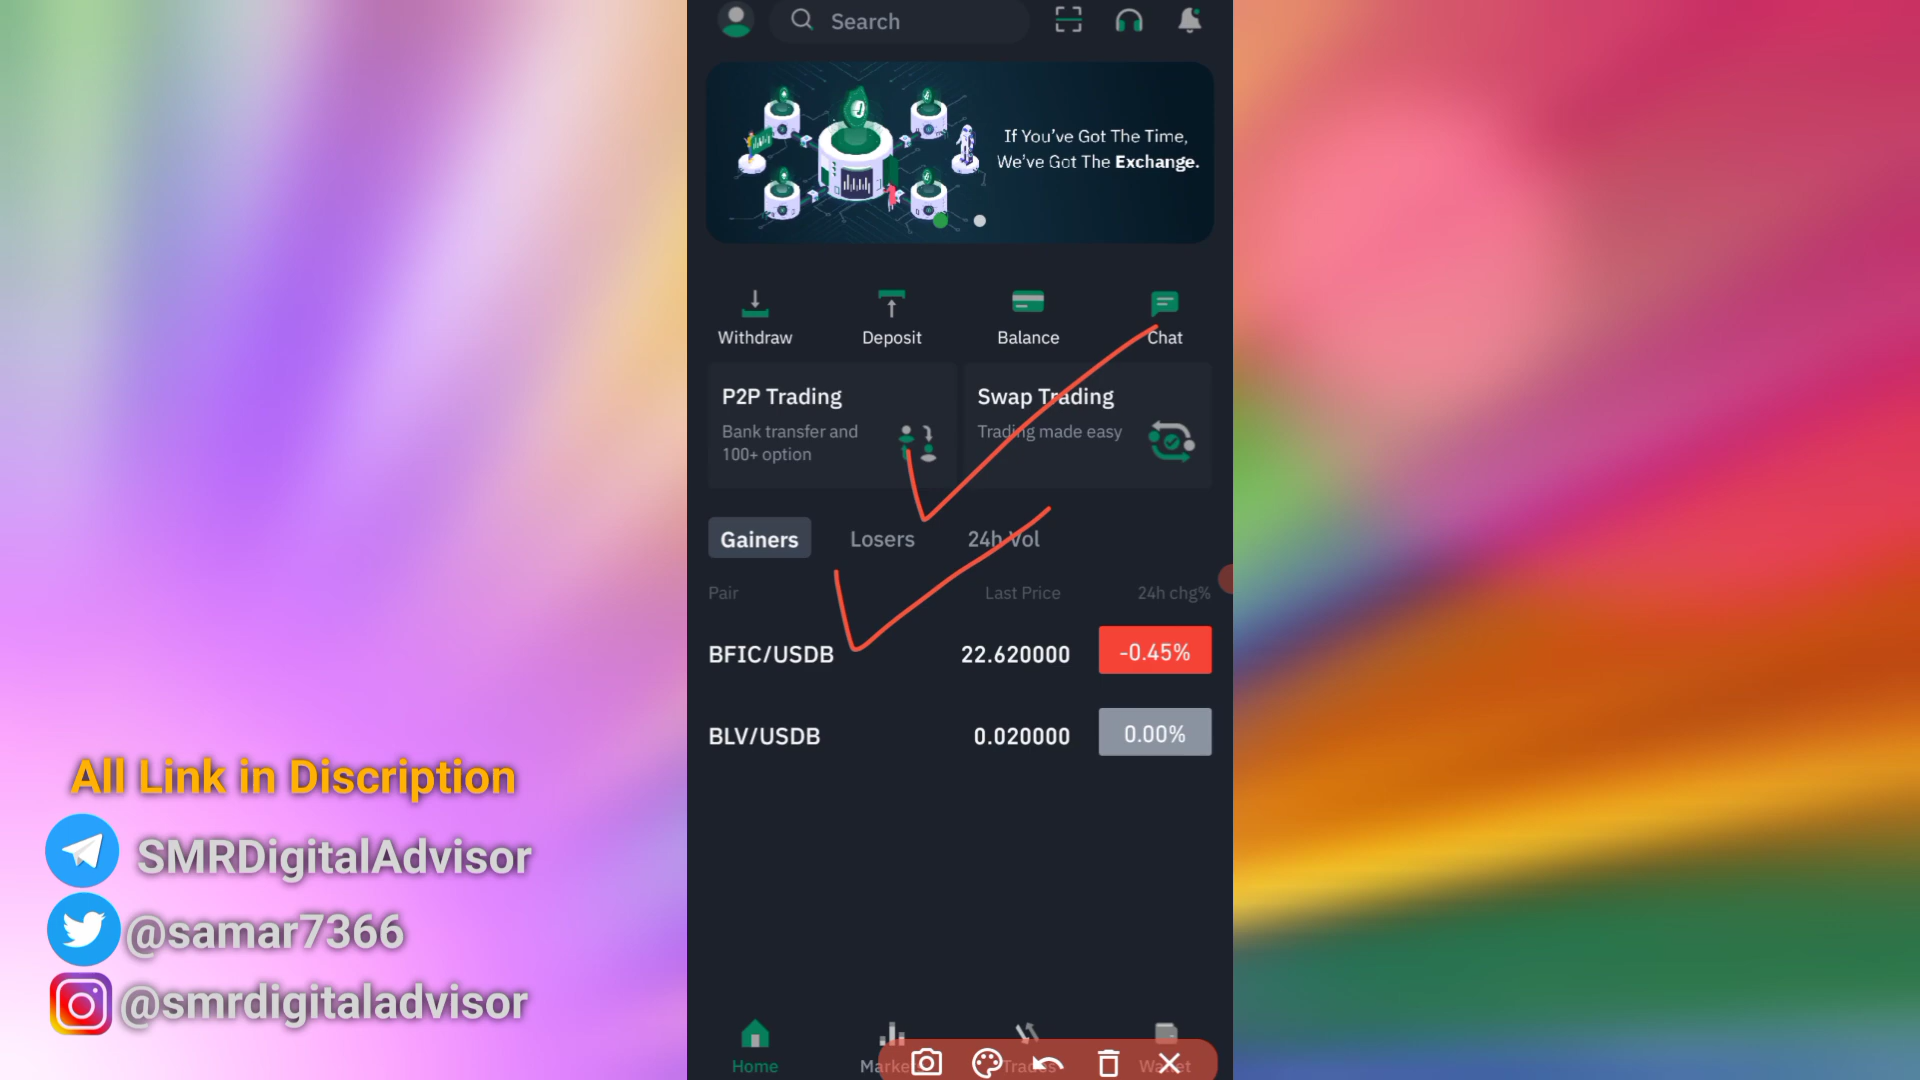 Search
If You've Got The Time,
We've Got The Exchange.
Withdraw
Deposit
Balance
Chat
P2P Trading
Bank transfer and
100+ option
Swap Trading
Trading made easy
Gainers
Losers
24h Vol
Pair
Last Price
24h chg%
BFIC/USDB
22.620000
-0.45%
BLV/USDB
0.020000
0.00%
All Link in Discription
SMRDigitalAdvisor
@samar7366
@smrdigitaladvisor
Home
Wallet